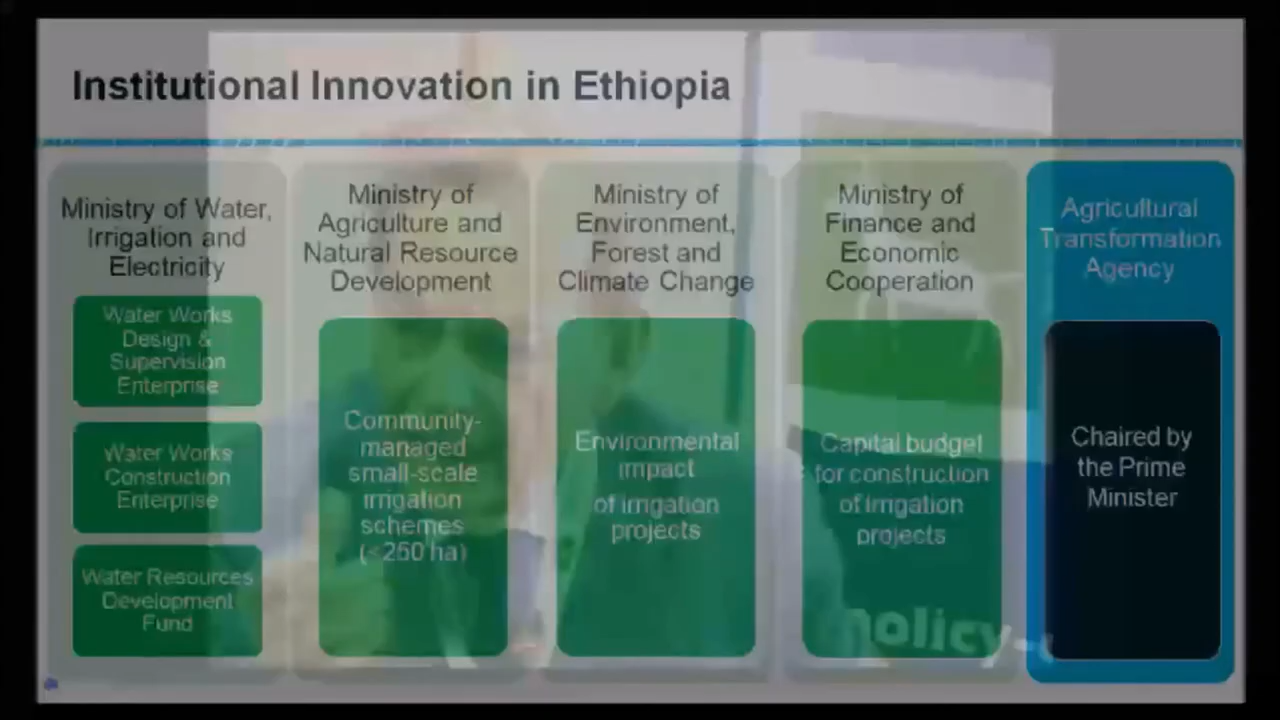 Institutional Innovation in Ethiopia
Ministry of Water,
Irrigation and
Electricity
Water Works
Design &
Supervision
Enterprise
Water Works
Construction
Enterprise
Water Resources
Development
Fund
Ministry of
Agriculture and
Natural Resource
Development
Community-
managed
small-scale
irrigation
schemes
(<250 ha)
Ministry of
Environment,
Forest and
Climate Change
Environmental
impact
of irrigation
projects
Ministry of
Finance and
Economic
Cooperation
Capital budget
for construction
of irrigation
projects
policy-
Agricultural
Transformation
Agency
Chaired by
the Prime
Minister